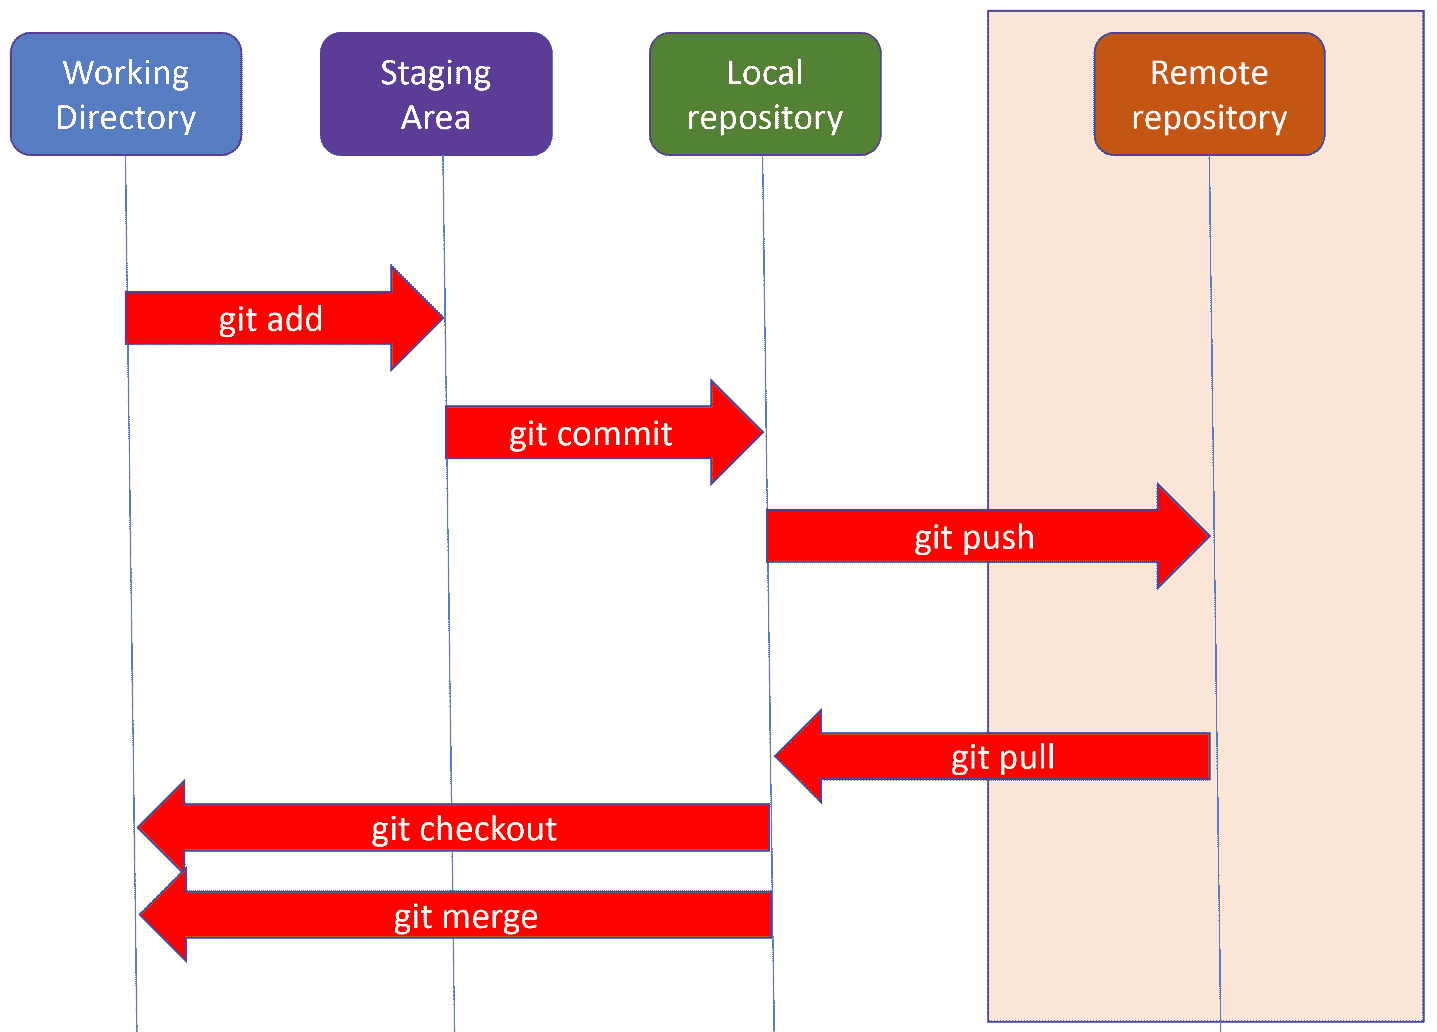 Working
Directory
Staging
Area
Local
repository
Remote
repository
git add
git commit
git push
git pull
git checkout
git merge